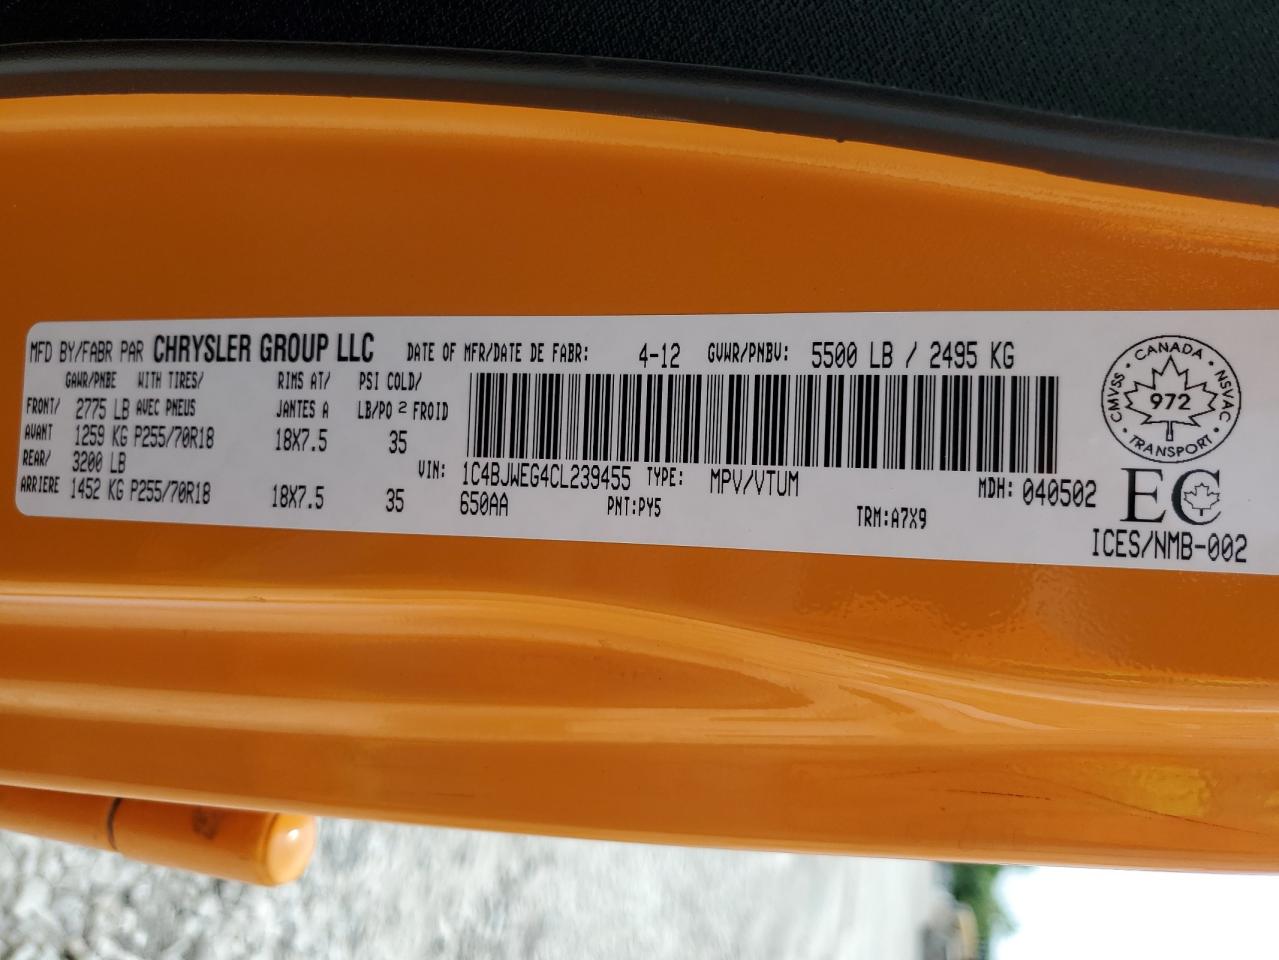 MFD BY/FABR PAR CHRYSLER GROUP LLC DATE OF MFR/DATE DE FABR: 4-12 GVWR/PNBV: 5500 LB / 2495 KG
GAWR/PNBE WITH TIRES/ RIMS AT/ PSI COLD/
FRONT/ 2775 LB AVEC PNEUS JANTES A LB/PO² FROID
AVANT 1259 KG P255/70R18 18X7.5 35
REAR/ 3200 LB
ARRIERE 1452 KG P255/70R18 18X7.5 35
VIN: 1C4BJWEG4CL239455 TYPE: MPV/VTUM MDH: 040502
650AA PNT:PY5 TRM:A7X9
CANADA
CMVSS · NSVAC
972
TRANSPORT
EC
ICES/NMB-002